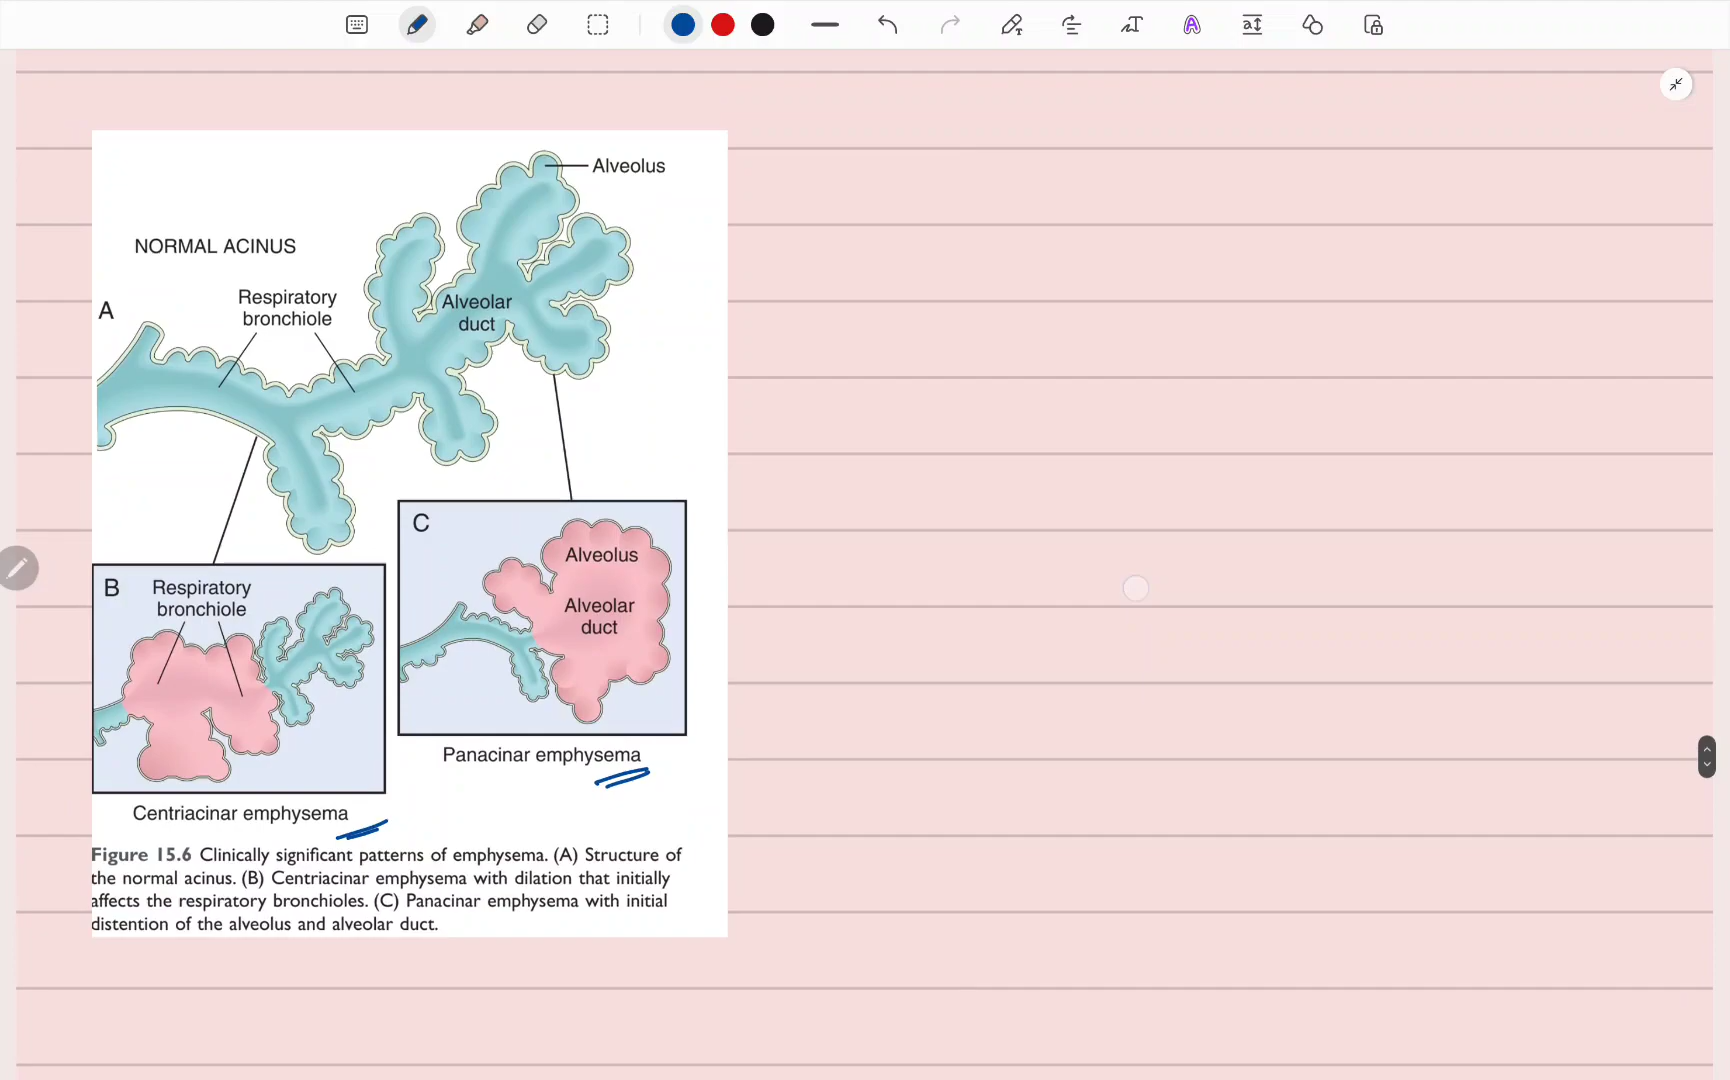 Alveolus
NORMAL ACINUS
Respiratory
bronchiole
A
Alveolar
duct
C
Alveolus
Alveolar
duct
B
Respiratory
bronchiole
Panacinar emphysema
Centriacinar emphysema
Figure 15.6 Clinically significant patterns of emphysema. (A) Structure of
the normal acinus. (B) Centriacinar emphysema with dilation that initially
affects the respiratory bronchioles. (C) Panacinar emphysema with initial
distention of the alveolus and alveolar duct.